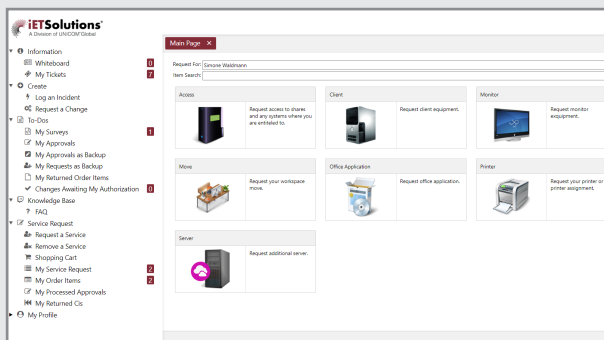 iETSolutions
A Division of UNICOM Global
Information
Whiteboard 0
My Tickets 7
Create
Log an Incident
Request a Change
To-Dos
My Surveys 1
My Approvals
My Approvals as Backup
My Requests as Backup
My Returned Order Items
Changes Awaiting My Authorization 0
Knowledge Base
? FAQ
Service Request
Request a Service
Remove a Service
Shopping Cart
My Service Request 2
My Order Items 2
My Processed Approvals
My Returned Cis
My Profile
Main Page ×
Request For: Simone Waldmann
Item Search:
Access
Request access to shares
and any systems where you
are entiteled to.
Client
Request client equipment.
Monitor
Request monitor
exquipment.
Move
Request your workspace
move.
Office Application
Request office application.
Printer
Request your printer or
printer assignment.
Server
Request additional server.